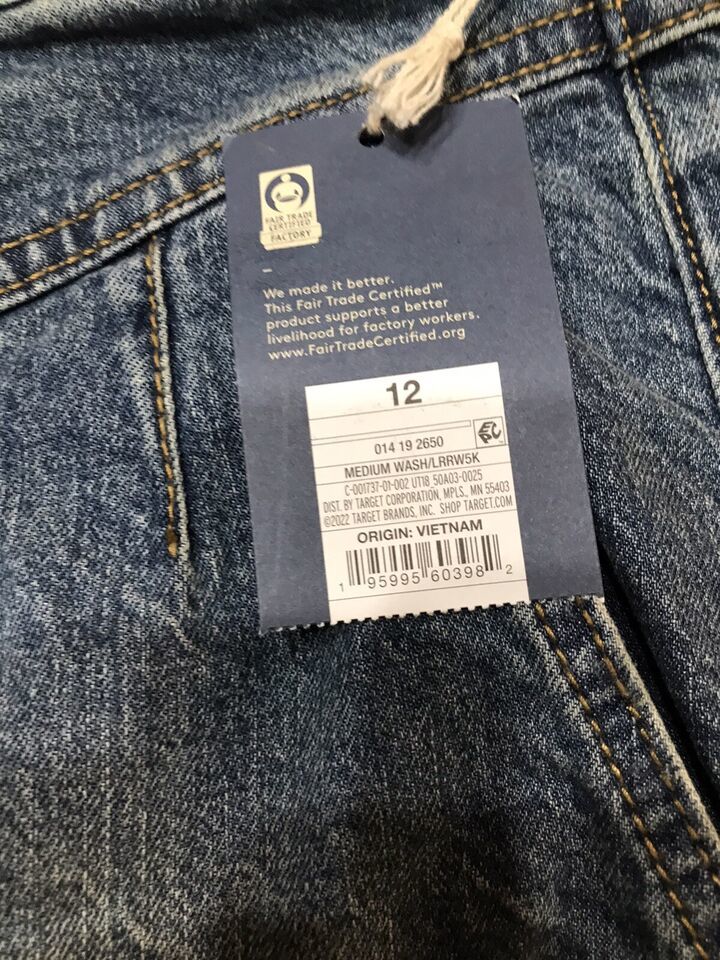 FAIR TRADE
CERTIFIED
FACTORY
We made it better.
This Fair Trade Certified™
product supports a better
livelihood for factory workers.
www.FairTradeCertified.org
12
EPC
014 19 2650
MEDIUM WASH/LRRW5K
C-001737-01-002 UT18 50A03-0025
DIST. BY TARGET CORPORATION, MPLS., MN 55403
©2022 TARGET BRANDS, INC. SHOP TARGET.COM
ORIGIN: VIETNAM
1 95995 60398 2